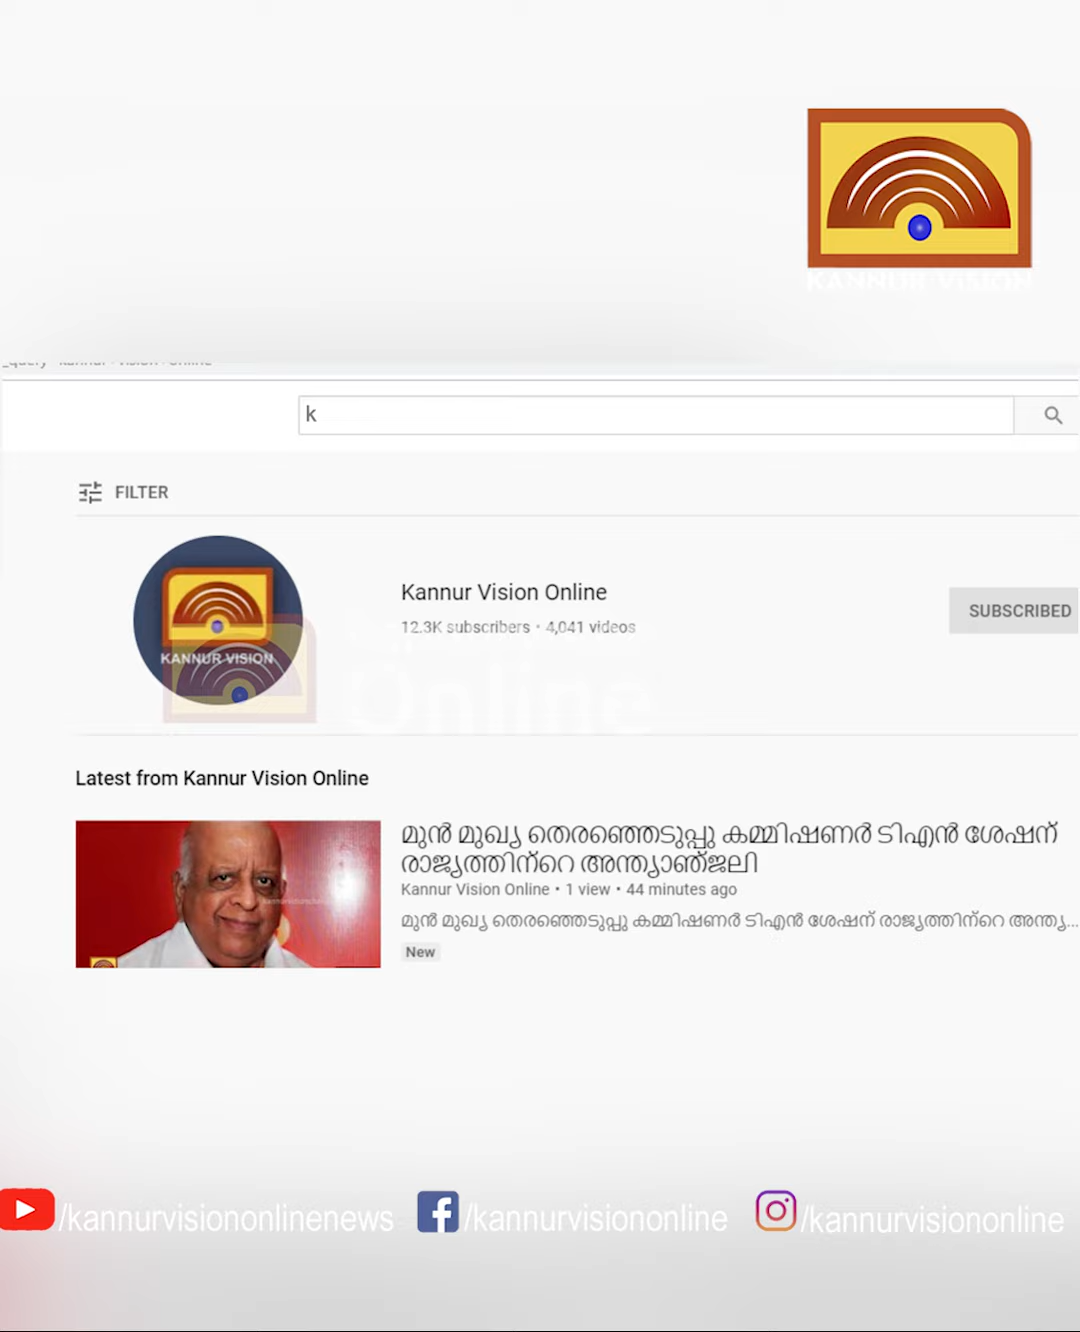 KANNUR VISION
k
FILTER
Kannur Vision Online
12.3K subscribers • 4,041 videos
SUBSCRIBED
KANNUR VISION
Online
Latest from Kannur Vision Online
മുൻ മുഖ്യ തെരഞ്ഞെടുപ്പു കമ്മിഷണർ ടിഎൻ ശേഷന്
രാജ്യത്തിന്റെ അന്ത്യാഞ്ജലി
Kannur Vision Online • 1 view • 44 minutes ago
മുൻ മുഖ്യ തെരഞ്ഞെടുപ്പു കമ്മിഷണർ ടിഎൻ ശേഷന് രാജ്യത്തിന്റെ അന്ത്യ...
New
/kannurvisiononlinenews
/kannurvisiononline
/kannurvisiononline